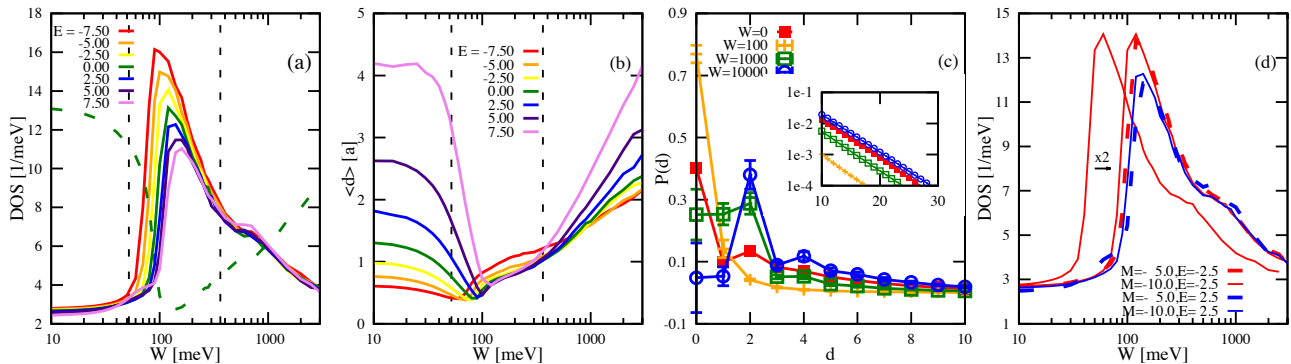 18
16
14
12
10
8
6
4
2
10
100
1000
W [meV]
DOS [1/meV]
(a)
E = -7.50
-5.00
-2.50
0.00
2.50
5.00
7.50
5
4
3
2
1
0
10
100
1000
W [meV]
<d> [a]
(b)
E = -7.50
-5.00
-2.50
0.00
2.50
5.00
7.50
0.9
0.7
0.5
0.3
0.1
-0.1
0
2
4
6
8
10
d
P(d)
(c)
W=0
W=100
W=1000
W=10000
1e-1
1e-2
1e-3
1e-4
10
20
30
15
13
11
9
7
5
3
1
10
100
1000
W [meV]
DOS [1/meV]
(d)
x2
M=- 5.0,E=-2.5
M=-10.0,E=-2.5
M=- 5.0,E= 2.5
M=-10.0,E= 2.5